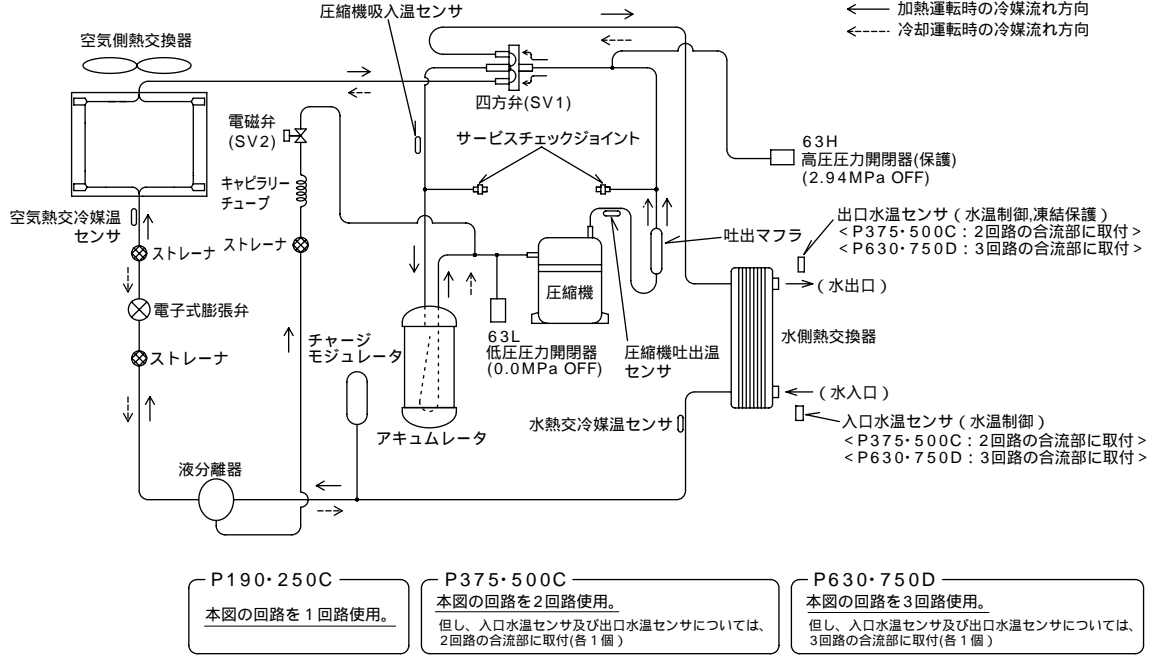 圧縮機吸入温センサ
加熱運転時の冷媒流れ方向
冷却運転時の冷媒流れ方向
空気側熱交換器
四方弁(SV1)
電磁弁
(SV2)
サービスチェックジョイント
63H
高圧圧力開閉器(保護)
(2.94MPa OFF)
キャピラリー
チューブ
空気熱交冷媒温
センサ
出口水温センサ（水温制御,凍結保護）
＜P375・500C：2回路の合流部に取付＞
＜P630・750D：3回路の合流部に取付＞
ストレーナ
ストレーナ
吐出マフラ
圧縮機
（水出口）
電子式膨張弁
63L
低圧圧力開閉器
(0.0MPa OFF)
チャージ
モジュレータ
圧縮機吐出温
センサ
水側熱交換器
ストレーナ
（水入口）
アキュムレータ
水熱交冷媒温センサ
入口水温センサ（水温制御）
＜P375・500C：2回路の合流部に取付＞
＜P630・750D：3回路の合流部に取付＞
液分離器
P190・250C
本図の回路を1回路使用。
P375・500C
本図の回路を2回路使用。
但し、入口水温センサ及び出口水温センサについては、
2回路の合流部に取付(各1個)
P630・750D
本図の回路を3回路使用。
但し、入口水温センサ及び出口水温センサについては、
3回路の合流部に取付(各1個)